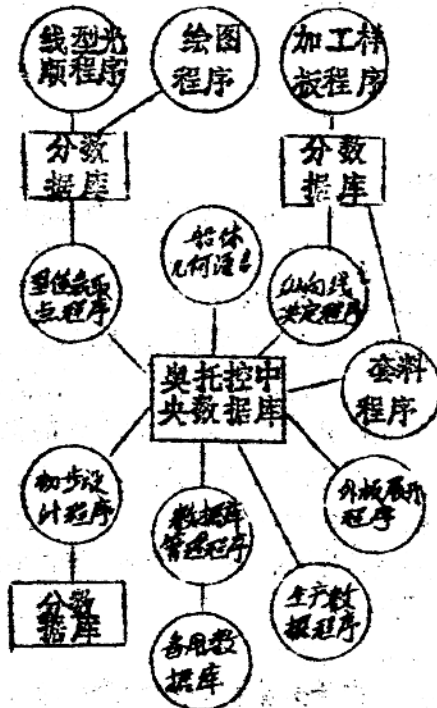 线型光
顺程序
绘图
程序
加工样
板程序
分数
据库
分数
据库
型值表取
点程序
船体
几何语言
纵向线
决定程序
奥托控中
央数据库
套料
程序
初步设
计程序
数据库
管理程序
外板展开
程序
分数
据库
生产数
据程序
备用数
据库